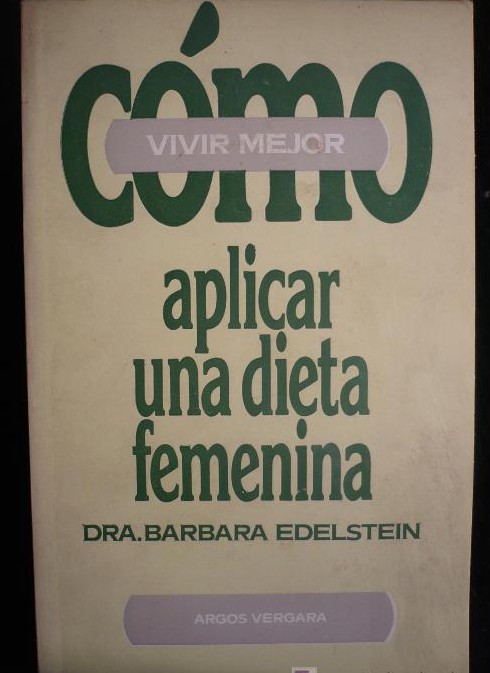 cómo
VIVIR MEJOR
aplicar
una dieta
femenina
DRA. BARBARA EDELSTEIN
ARGOS VERGARA